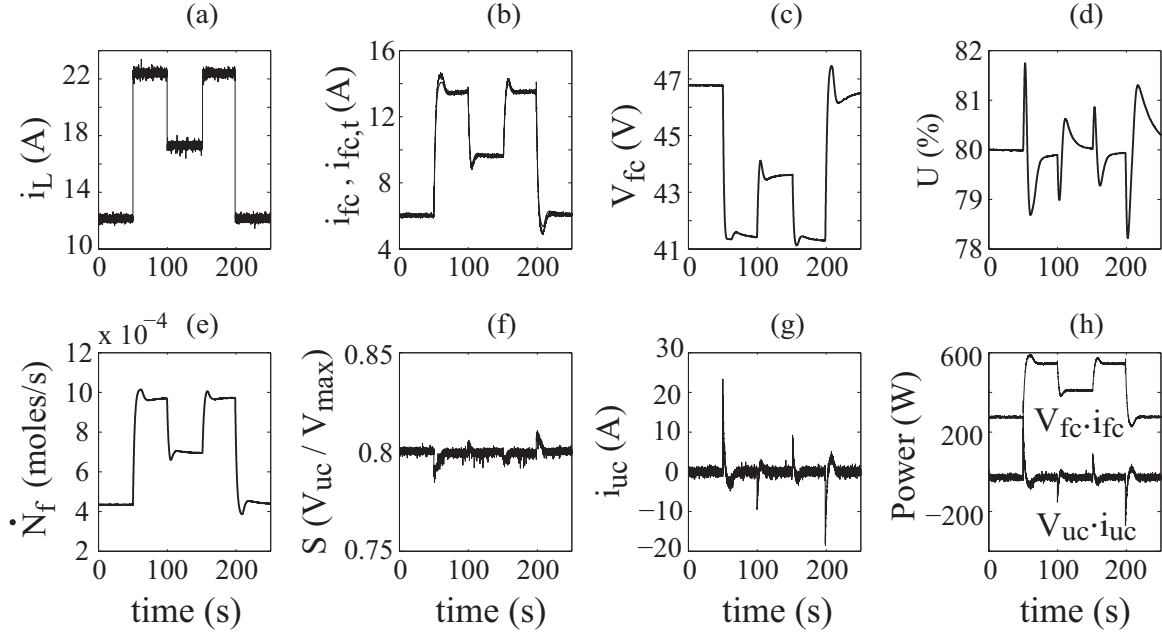 (a)
22
18
14
10
0 100 200
i_L (A)
(b)
16
12
8
4
0 100 200
i_fc , i_fc,t (A)
(c)
47
45
43
41
0 100 200
V_fc (V)
(d)
82
81
80
79
78
0 100 200
U (%)
(e)
x 10^−4
12
10
8
6
4
2
0 100 200
Ṅ_f (moles/s)
time (s)
(f)
0.85
0.8
0.75
0 100 200
S (V_uc / V_max)
time (s)
(g)
30
20
10
0
−10
−20
0 100 200
i_uc (A)
time (s)
(h)
600
200
−200
0 100 200
Power (W)
V_fc·i_fc
V_uc·i_uc
time (s)